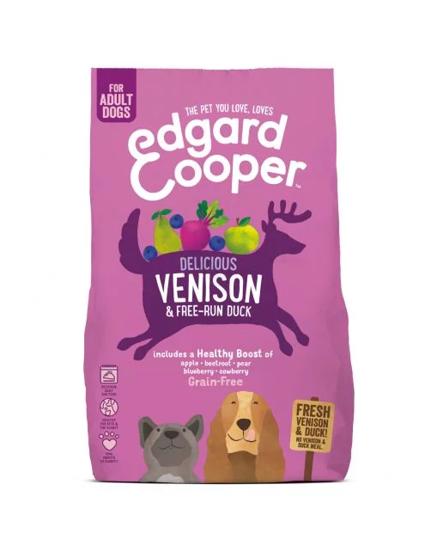 FOR
ADULT
DOGS
THE PET YOU LOVE, LOVES
edgard
Cooper™
DELICIOUS
VENISON
& FREE-RUN DUCK
includes a Healthy Boost of
apple • beetroot • pear
blueberry • cowberry
Grain-Free
FRESH
VENISON
& DUCK!
NO VENISON &
DUCK MEAL.